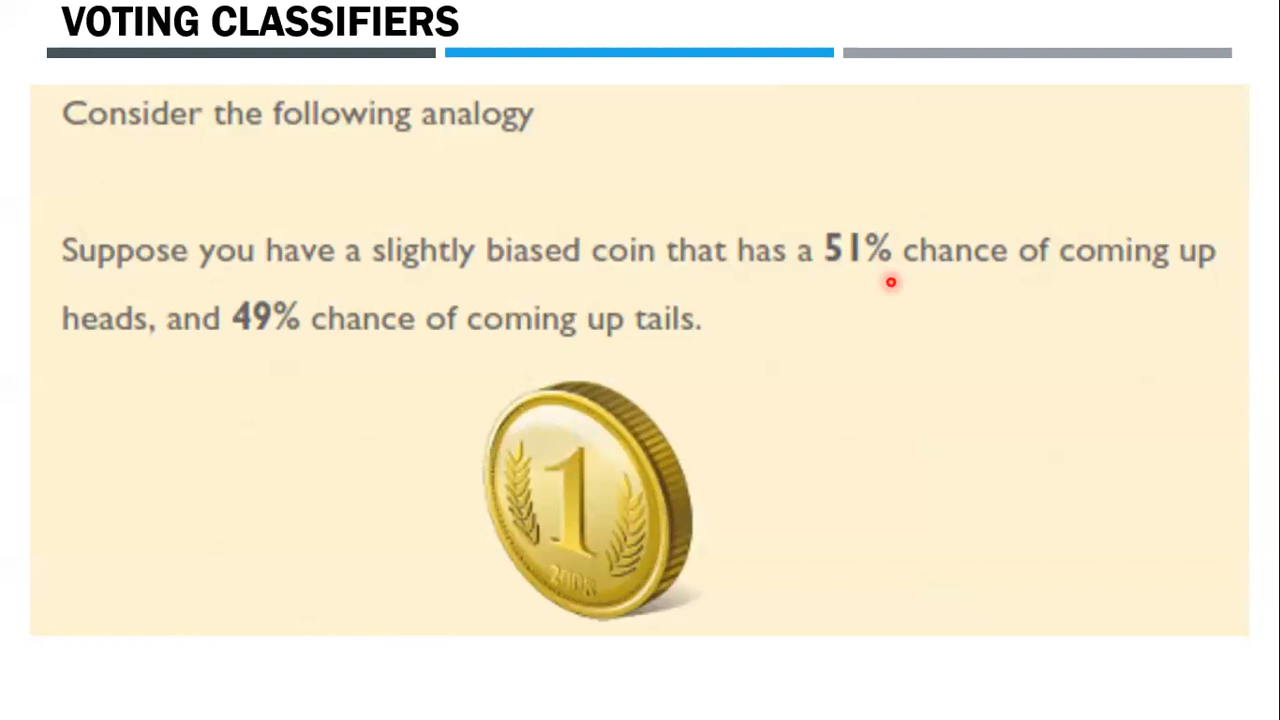 VOTING CLASSIFIERS
Consider the following analogy
Suppose you have a slightly biased coin that has a 51% chance of coming up
heads, and 49% chance of coming up tails.
1
2008